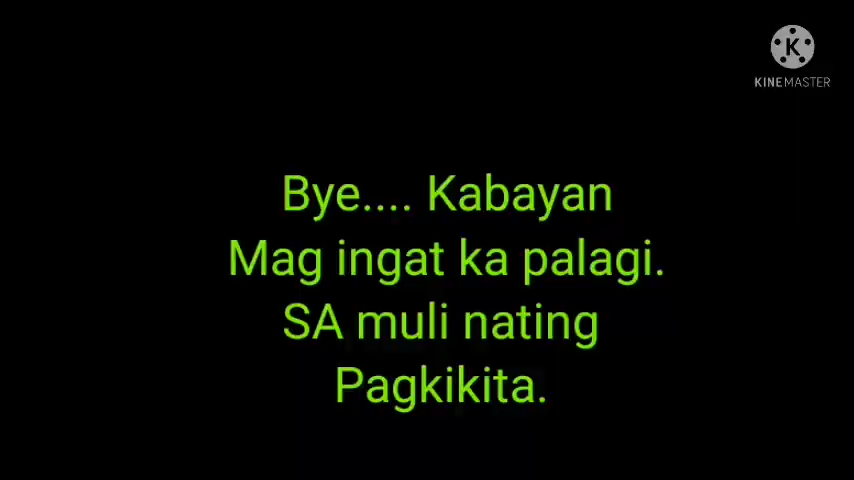 K
KINEMASTER
Bye.... Kabayan
Mag ingat ka palagi.
SA muli nating
Pagkikita.